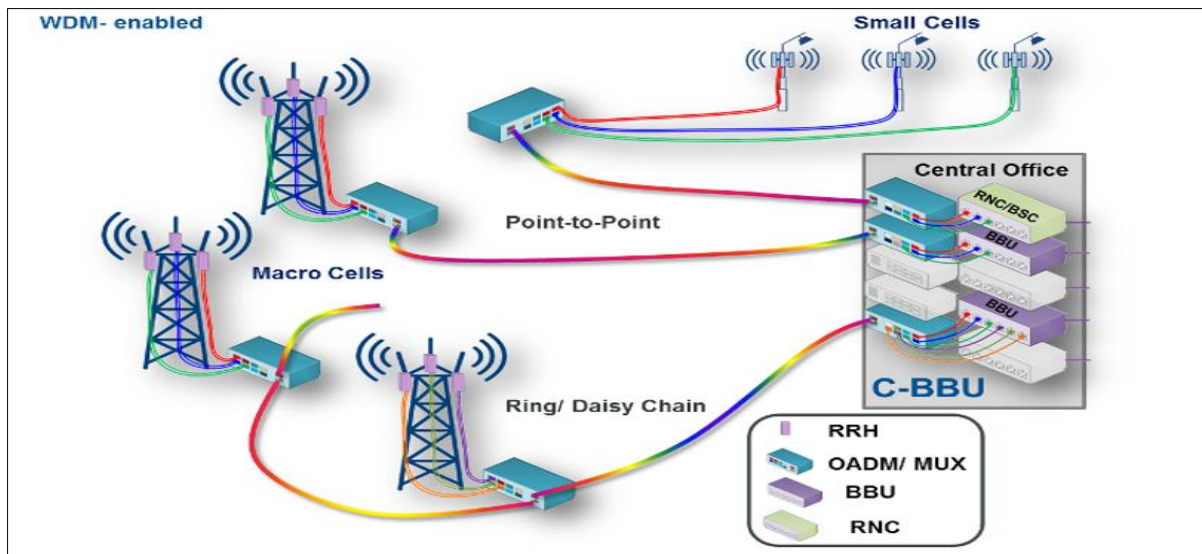 WDM- enabled
Small Cells
Central Office
RNC/BSC
Point-to-Point
BBU
Macro Cells
BBU
Ring/ Daisy Chain
C-BBU
RRH
OADM/ MUX
BBU
RNC